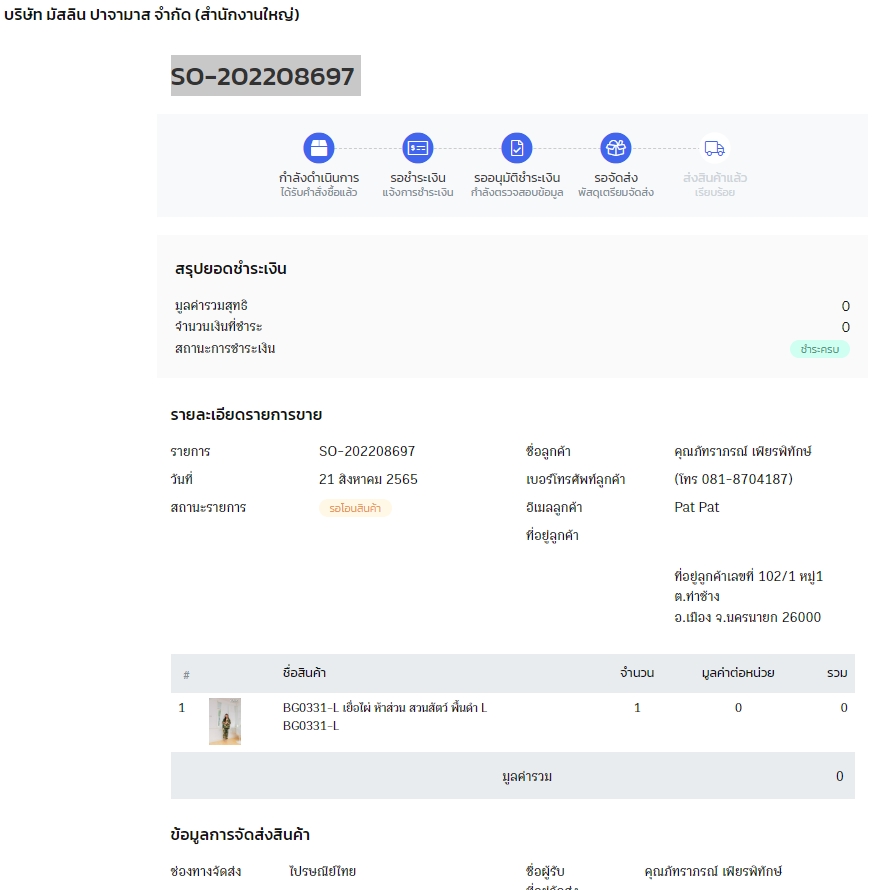 บริษัท มัสลิน ปาจามาส จำกัด (สำนักงานใหญ่)
SO-202208697
กำลังดำเนินการ รอชำระเงิน รออนุมัติชำระเงิน รอจัดส่ง ส่งสินค้าแล้ว
ได้รับคำสั่งซื้อแล้ว แจ้งการชำระเงิน กำลังตรวจสอบข้อมูล พัสดุเตรียมจัดส่ง เรียบร้อย
สรุปยอดชำระเงิน
มูลค่ารวมสุทธิ 0
จำนวนเงินที่ชำระ 0
สถานะการชำระเงิน ชำระครบ
รายละเอียดรายการขาย
รายการ SO-202208697 ชื่อลูกค้า คุณภัทราภรณ์ เพียรพิทักษ์
วันที่ 21 สิงหาคม 2565 เบอร์โทรศัพท์ลูกค้า (โทร 081-8704187)
สถานะรายการ รอโอนสินค้า อีเมลลูกค้า Pat Pat
ที่อยู่ลูกค้า
ที่อยู่ลูกค้าเลขที่ 102/1 หมู่1
ต.ท่าช้าง
อ.เมือง จ.นครนายก 26000
# ชื่อสินค้า จำนวน มูลค่าต่อหน่วย รวม
1 BG0331-L เยื่อไผ่ ห้าส่วน สวนสัตว์ พื้นดำ L 1 0 0
BG0331-L
มูลค่ารวม 0
ข้อมูลการจัดส่งสินค้า
ช่องทางจัดส่ง ไปรษณีย์ไทย ชื่อผู้รับ คุณภัทราภรณ์ เพียรพิทักษ์